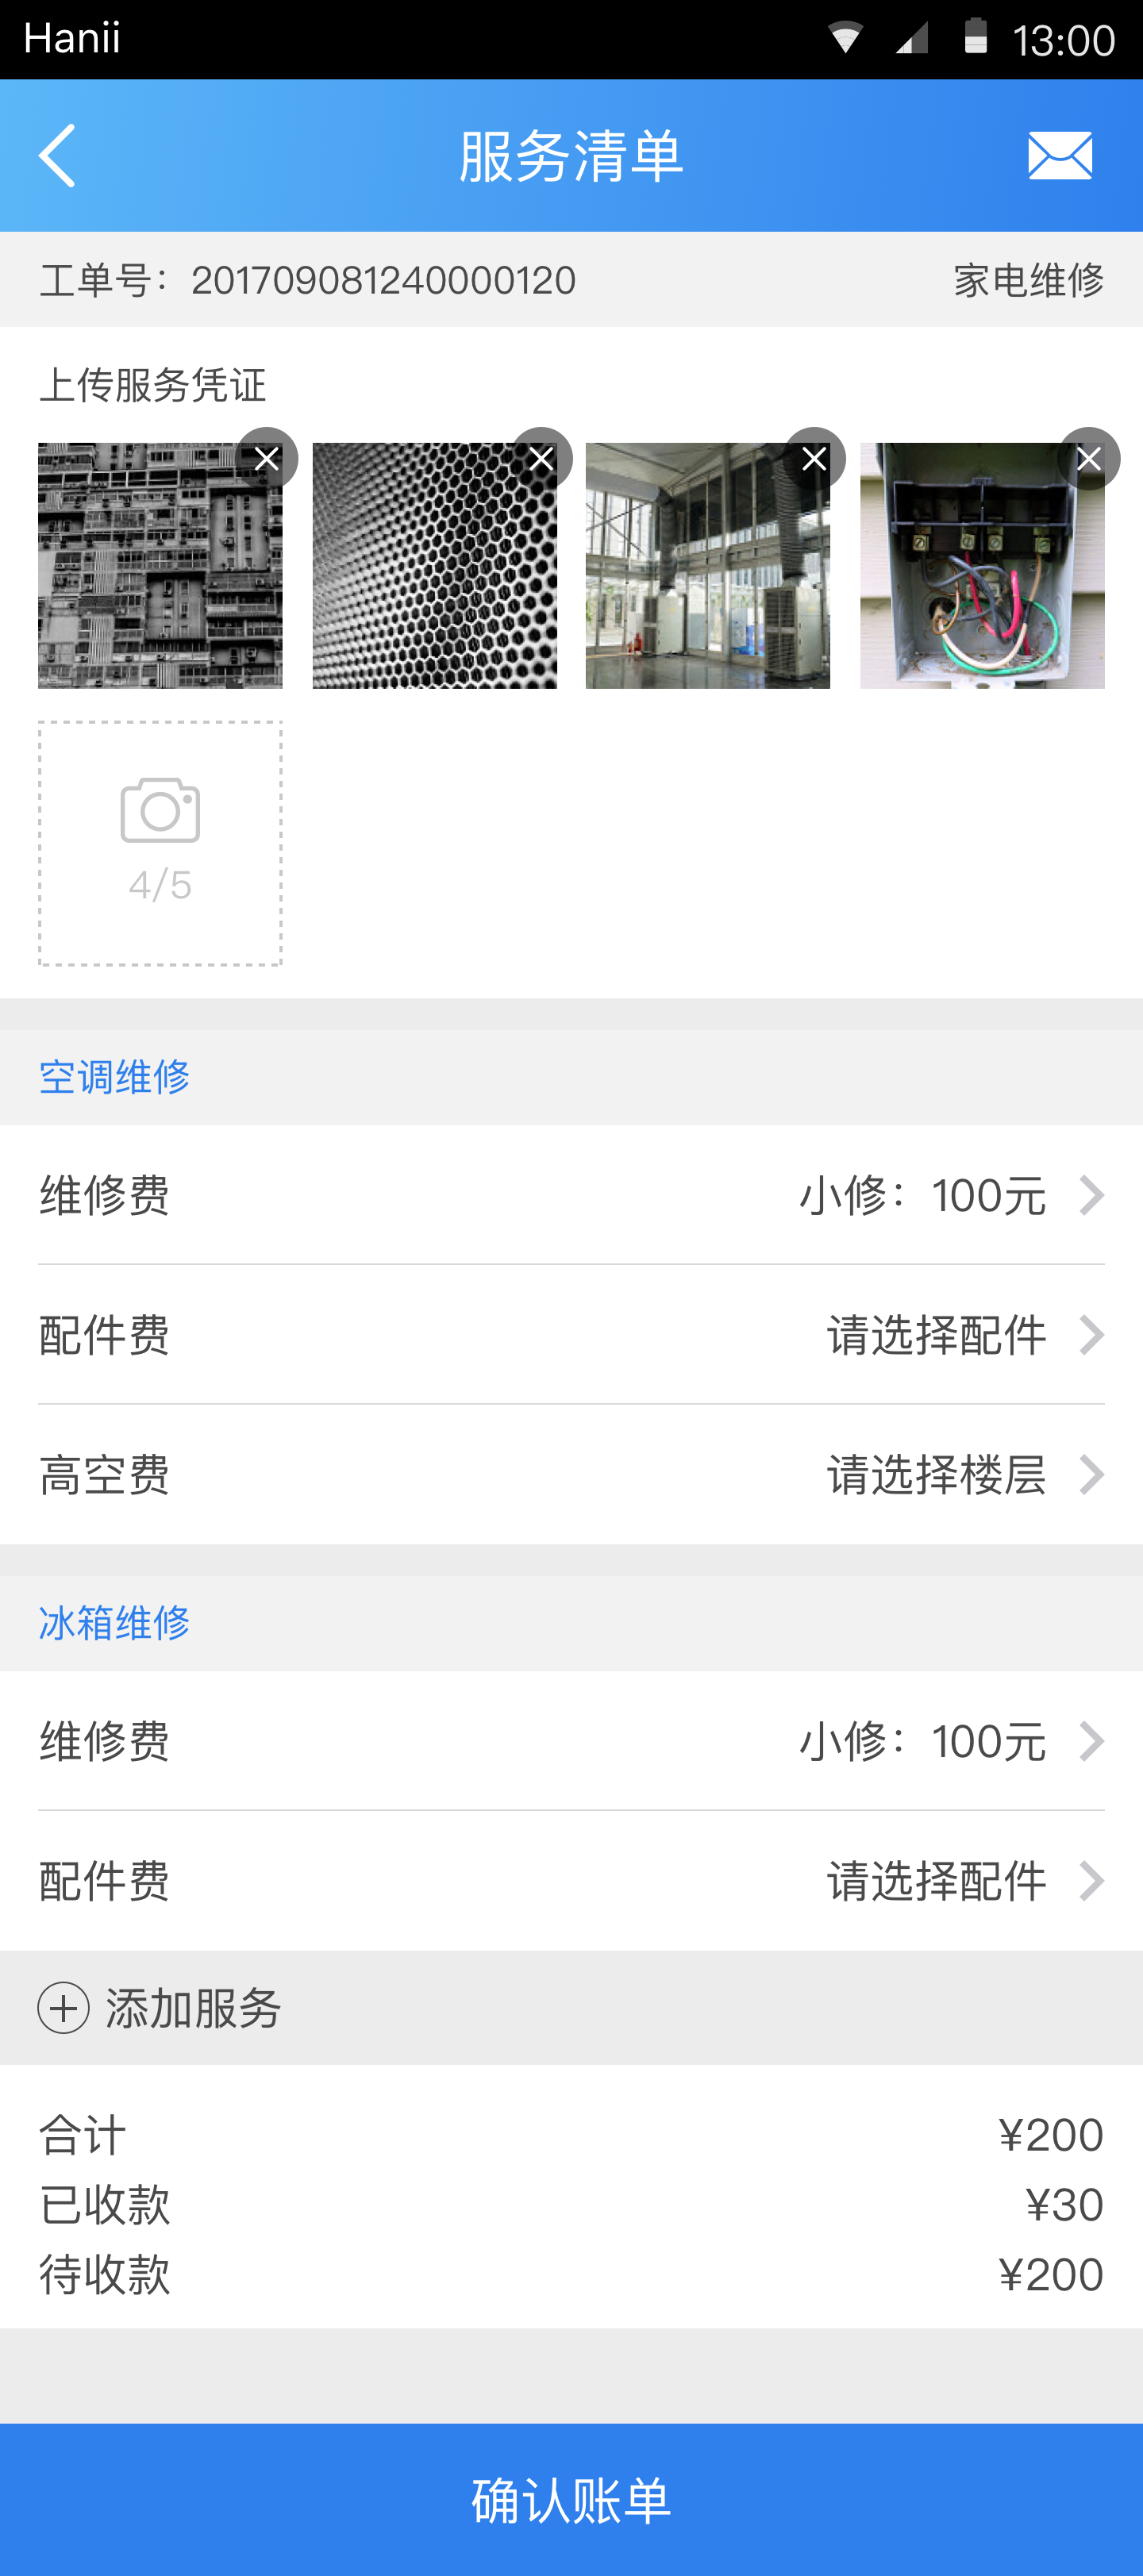 Hanii 13:00
服务清单
工单号：201709081240000120 家电维修
上传服务凭证
4/5
空调维修
维修费 小修：100元
配件费 请选择配件
高空费 请选择楼层
冰箱维修
维修费 小修：100元
配件费 请选择配件
添加服务
合计 ¥200
已收款 ¥30
待收款 ¥200
确认账单